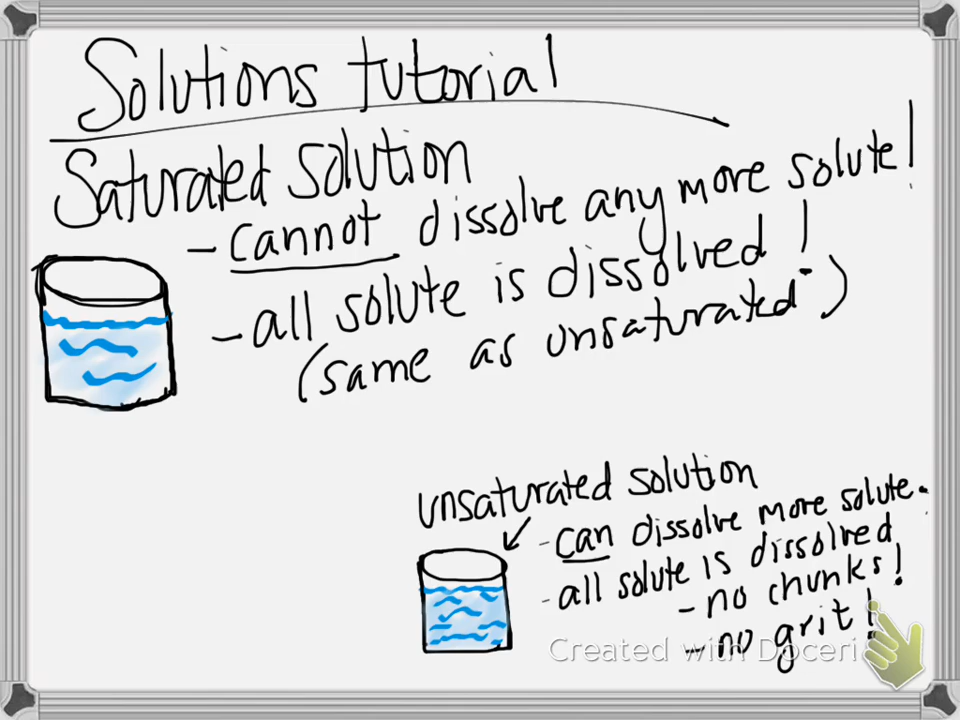 Solutions tutorial
Saturated solution
- cannot dissolve any more solute!
- all solute is dissolved!
(same as unsaturated.)
unsaturated solution
- can dissolve more solute.
- all solute is dissolved
- no chunks!
- no grit!
Created with Doceri